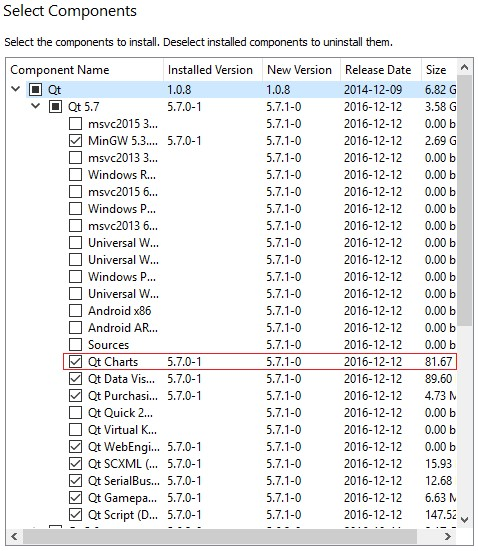 Select Components
Select the components to install. Deselect installed components to uninstall them.
Component Name Installed Version New Version Release Date Size
Qt 1.0.8 1.0.8 2014-12-09 6.82 G
Qt 5.7 5.7.0-1 5.7.1-0 2016-12-12 3.58 G
msvc2015 3... 5.7.1-0 2016-12-12 0.00 b
MinGW 5.3.... 5.7.0-1 5.7.1-0 2016-12-12 2.69 G
msvc2013 3... 5.7.1-0 2016-12-12 0.00 b
Windows R... 5.7.1-0 2016-12-12 0.00 b
msvc2015 6... 5.7.1-0 2016-12-12 0.00 b
Windows P... 5.7.1-0 2016-12-12 0.00 b
msvc2013 6... 5.7.1-0 2016-12-12 0.00 b
Universal W... 5.7.1-0 2016-12-12 0.00 b
Universal W... 5.7.1-0 2016-12-12 0.00 b
Windows P... 5.7.1-0 2016-12-12 0.00 b
Universal W... 5.7.1-0 2016-12-12 0.00 b
Android x86 5.7.1-0 2016-12-12 0.00 b
Android AR... 5.7.1-0 2016-12-12 0.00 b
Sources 5.7.1-0 2016-12-12 0.00 b
Qt Charts 5.7.0-1 5.7.1-0 2016-12-12 81.67
Qt Data Vis... 5.7.0-1 5.7.1-0 2016-12-12 89.60
Qt Purchasi... 5.7.0-1 5.7.1-0 2016-12-12 4.73 M
Qt Quick 2... 5.7.1-0 2016-12-12 0.00 b
Qt Virtual K... 5.7.1-0 2016-12-12 0.00 b
Qt WebEngi... 5.7.0-1 5.7.1-0 2016-12-12 0.00 b
Qt SCXML (... 5.7.0-1 5.7.1-0 2016-12-12 15.93
Qt SerialBus... 5.7.0-1 5.7.1-0 2016-12-12 12.68
Qt Gamepa... 5.7.0-1 5.7.1-0 2016-12-12 6.63 M
Qt Script (D... 5.7.0-1 5.7.1-0 2016-12-12 147.52